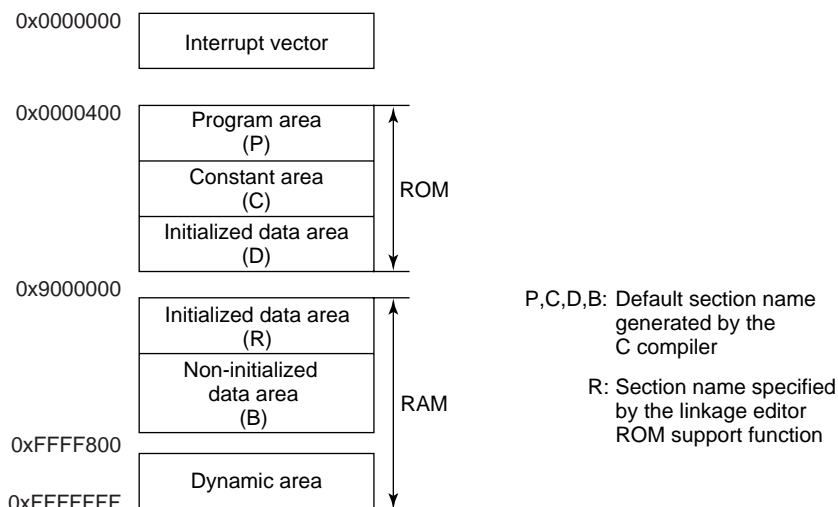 0x0000000
Interrupt vector
0x0000400
Program area
(P)
Constant area
(C)
ROM
Initialized data area
(D)
0x9000000
Initialized data area
(R)
Non-initialized
data area
(B)
RAM
0xFFFF800
Dynamic area
0xFFFFFFF
P,C,D,B: Default section name
generated by the
C compiler
R: Section name specified
by the linkage editor
ROM support function